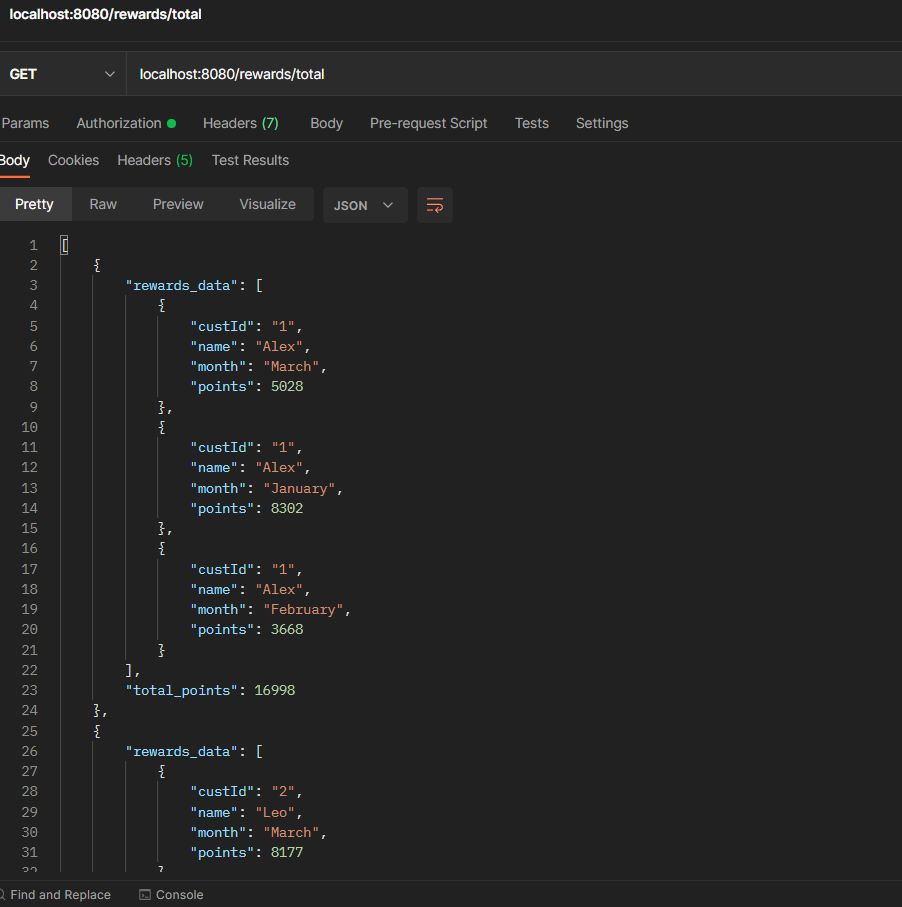 localhost:8080/rewards/total
GET localhost:8080/rewards/total
Params Authorization Headers (7) Body Pre-request Script Tests Settings
Body Cookies Headers (5) Test Results
Pretty Raw Preview Visualize JSON
1 [
2 {
3 "rewards_data": [
4 {
5 "custId": "1",
6 "name": "Alex",
7 "month": "March",
8 "points": 5028
9 },
10 {
11 "custId": "1",
12 "name": "Alex",
13 "month": "January",
14 "points": 8302
15 },
16 {
17 "custId": "1",
18 "name": "Alex",
19 "month": "February",
20 "points": 3668
21 }
22 ],
23 "total_points": 16998
24 },
25 {
26 "rewards_data": [
27 {
28 "custId": "2",
29 "name": "Leo",
30 "month": "March",
31 "points": 8177
32 }
Find and Replace Console